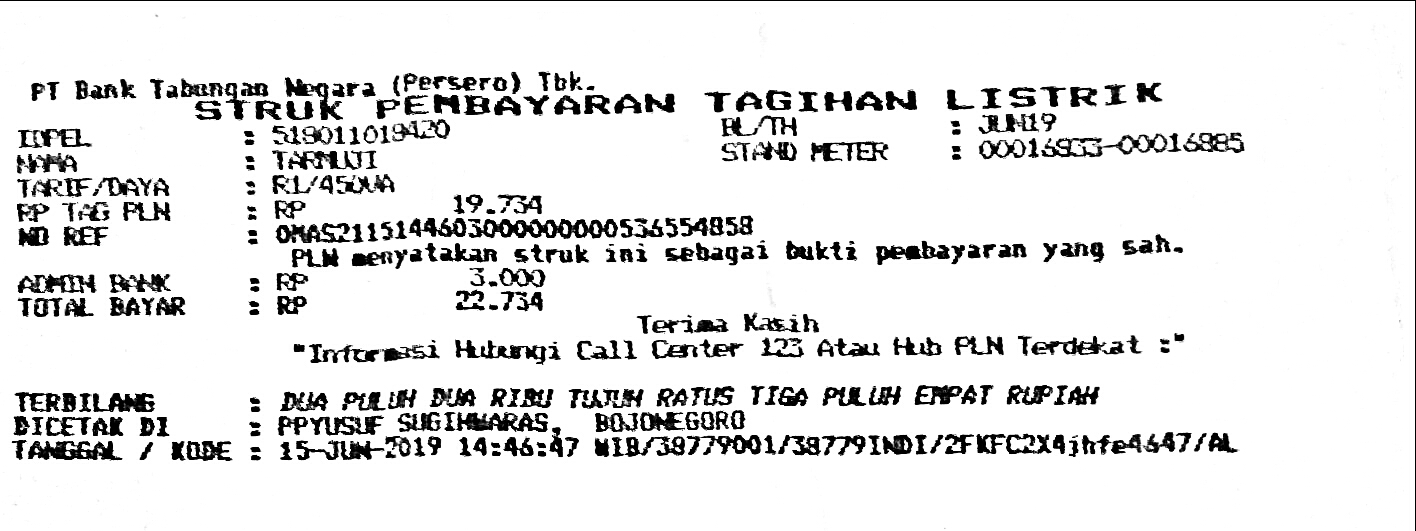 PT Bank Tabungan Negara (Persero) Tbk.
STRUK PEMBAYARAN TAGIHAN LISTRIK
IDPEL : 518011018420 BL/TH : JUN19
NAMA : TARMUJI STAND METER : 00016833-00016885
TARIF/DAYA : R1/450VA
RP TAG PLN : RP 19.734
NO REF : 0MAS21151446030000000000536554858
PLN menyatakan struk ini sebagai bukti pembayaran yang sah.
ADMIN BANK : RP 3.000
TOTAL BAYAR : RP 22.734
Terima Kasih
"Informasi Hubungi Call Center 123 Atau Hub PLN Terdekat :"
TERBILANG : DUA PULUH DUA RIBU TUJUH RATUS TIGA PULUH EMPAT RUPIAH
DICETAK DI : PPYUSUF SUGIHWARAS, BOJONEGORO
TANGGAL / KODE : 15-JUN-2019 14:46:47 WIB/38779001/38779INDI/2FKFC2X4jhfe4647/AL